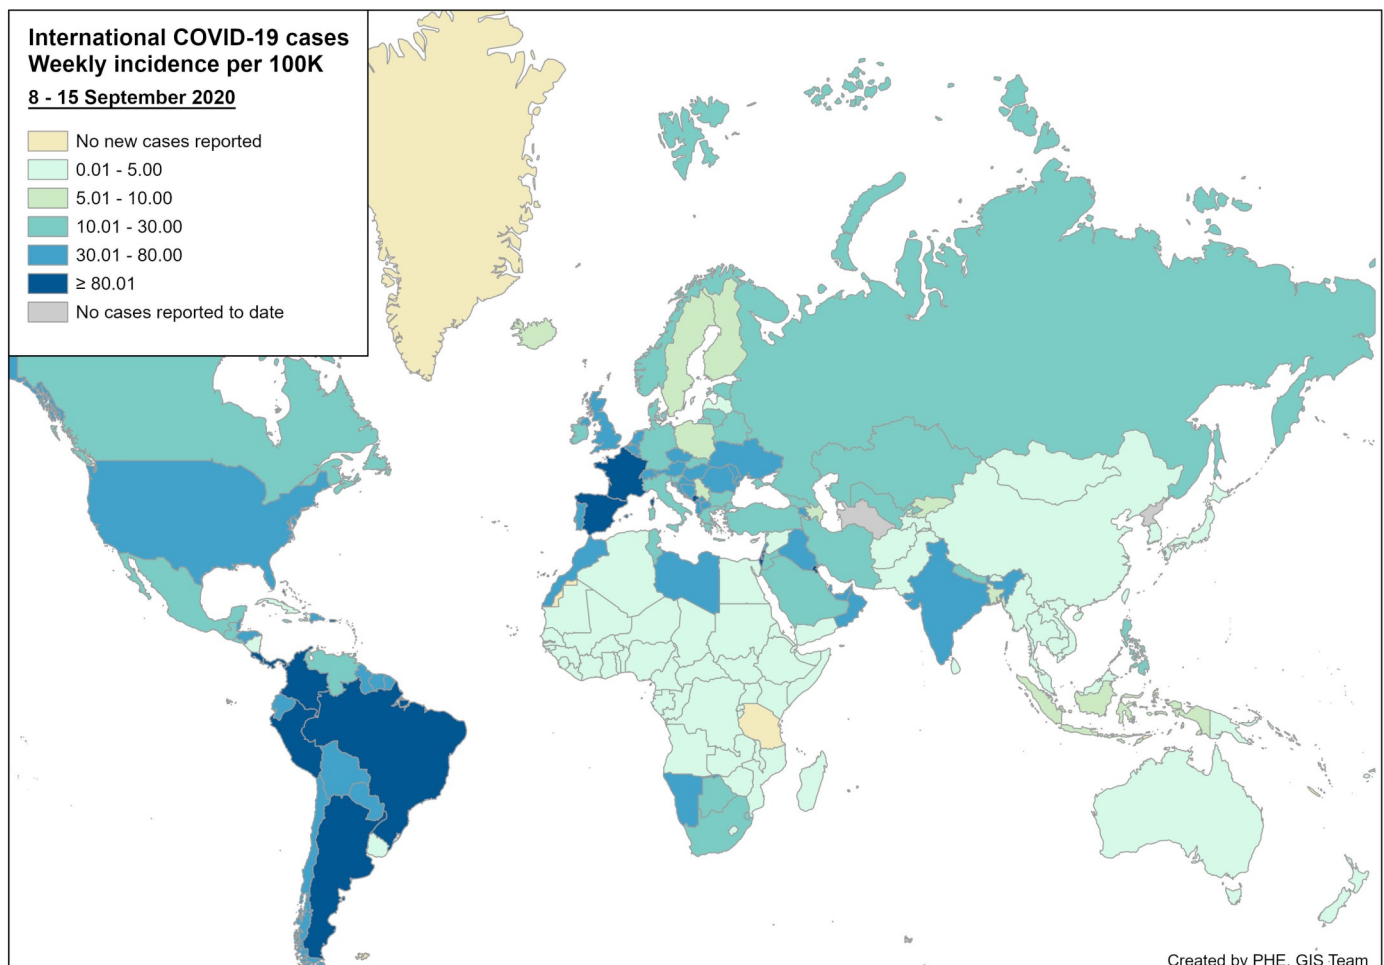 International COVID-19 cases
Weekly incidence per 100K
8 - 15 September 2020
No new cases reported
0.01 - 5.00
5.01 - 10.00
10.01 - 30.00
30.01 - 80.00
≥ 80.01
No cases reported to date
Created by PHE, GIS Team